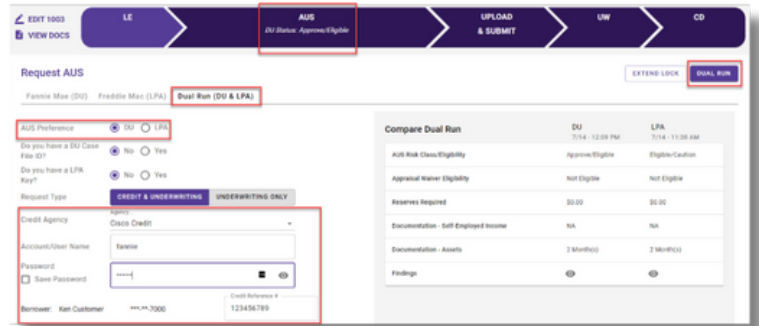 EDIT 1003
VIEW DOCS
LE
AUS
DU Status: Approve/Eligible
UPLOAD
& SUBMIT
UW
CD
Request AUS
EXTEND LOCK
DUAL RUN
Fannie Mae (DU)
Freddie Mac (LPA)
Dual Run (DU & LPA)
AUS Preference
DU
LPA
Do you have a DU Case
File ID?
No
Yes
Do you have a LPA
Key?
No
Yes
Request Type
CREDIT & UNDERWRITING
UNDERWRITING ONLY
Credit Agency
Agency
Cisco Credit
Account/User Name
fannie
Password
Save Password
•••••
Borrower: Ken Customer
***-**-7000
Credit Reference #
123456789
Compare Dual Run
DU
7/14 - 12:09 PM
LPA
7/14 - 11:38 AM
AUS Risk Class/Eligibility
Approve/Eligible
Eligible/Caution
Appraisal Waiver Eligibility
Not Eligible
Not Eligible
Reserves Required
$0.00
$0.00
Documentation - Self-Employed Income
NA
NA
Documentation - Assets
2 Month(s)
2 Month(s)
Findings